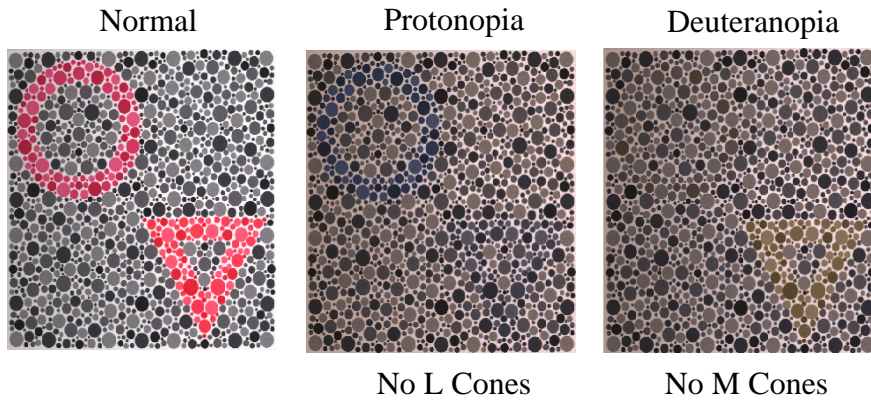 Normal
Protonopia
Deuteranopia
No L Cones
No M Cones